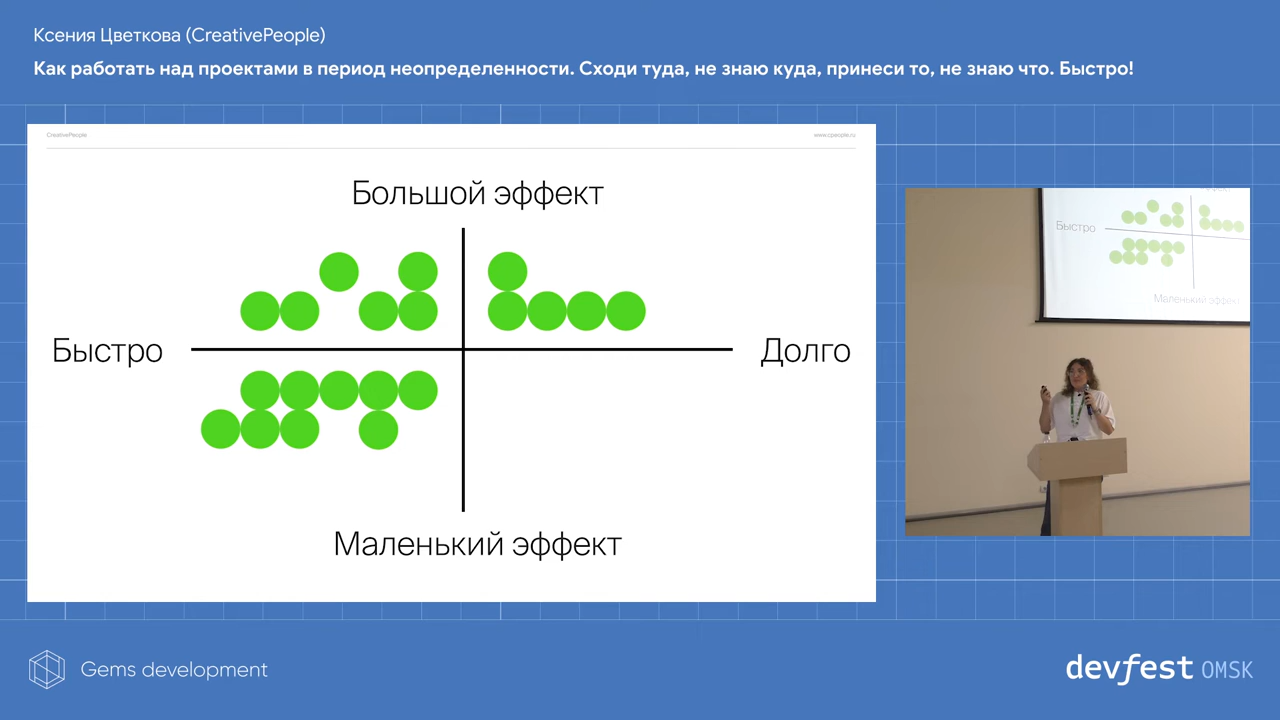 Ксения Цветкова (CreativePeople)
Как работать над проектами в период неопределенности. Сходи туда, не знаю куда, принеси то, не знаю что. Быстро!
CreativePeople
www.cpeople.ru
Большой эффект
Быстро
Долго
Маленький эффект
Быстро
Маленький эффект
Gems development
devfest OMSK